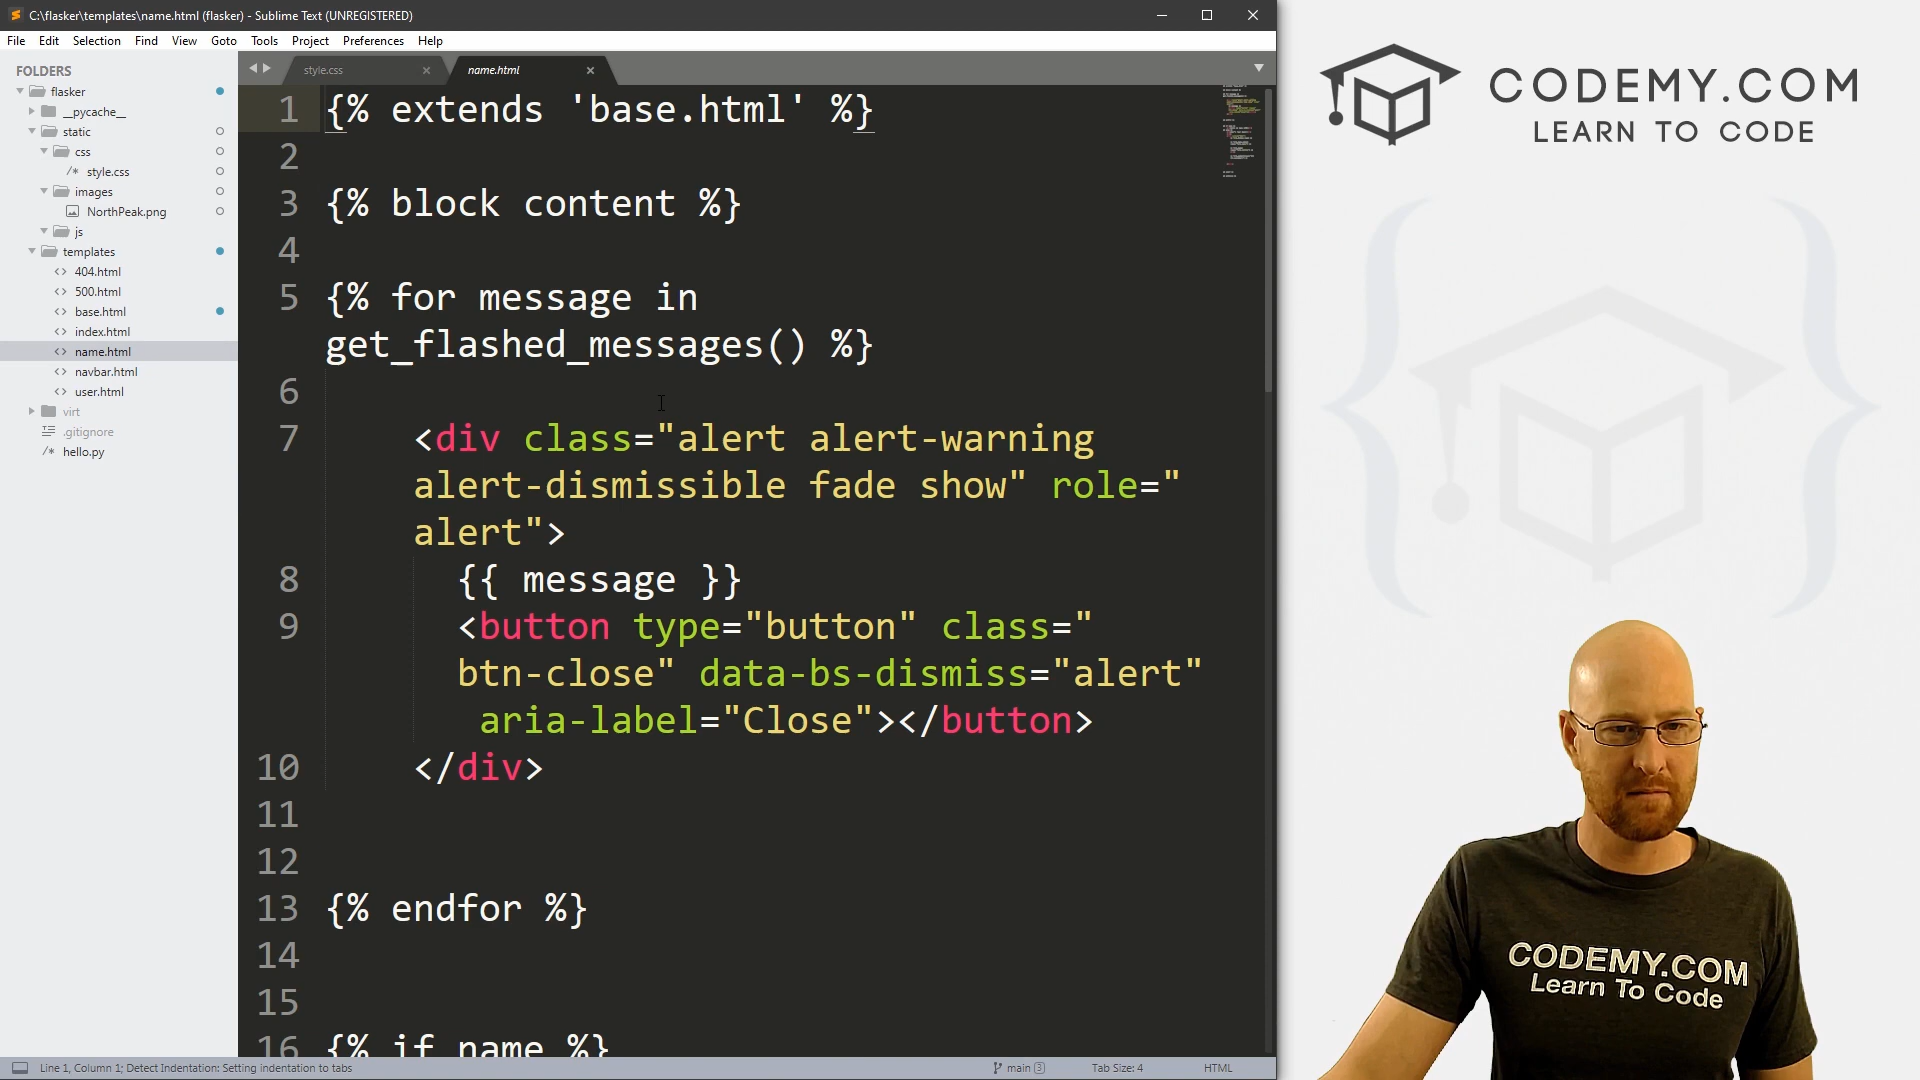 C:\flasker\templates\name.html (flasker) - Sublime Text (UNREGISTERED)
File Edit Selection Find View Goto Tools Project Preferences Help
FOLDERS
flasker
__pycache__
static
css
/* style.css
images
NorthPeak.png
js
templates
<> 404.html
<> 500.html
<> base.html
<> index.html
<> name.html
<> navbar.html
<> user.html
virt
.gitignore
/* hello.py
style.css name.html
1 {% extends 'base.html' %}
2
3 {% block content %}
4
5 {% for message in
get_flashed_messages() %}
6
7 <div class="alert alert-warning
alert-dismissible fade show" role="
alert">
8 {{ message }}
9 <button type="button" class="
btn-close" data-bs-dismiss="alert"
aria-label="Close"></button>
10 </div>
11
12
13 {% endfor %}
14
15
16 {% if name %}
Line 1, Column 1; Detect Indentation: Setting indentation to tabs
main 3
Tab Size: 4
HTML
CODEMY.COM
LEARN TO CODE
CODEMY.COM
Learn To Code